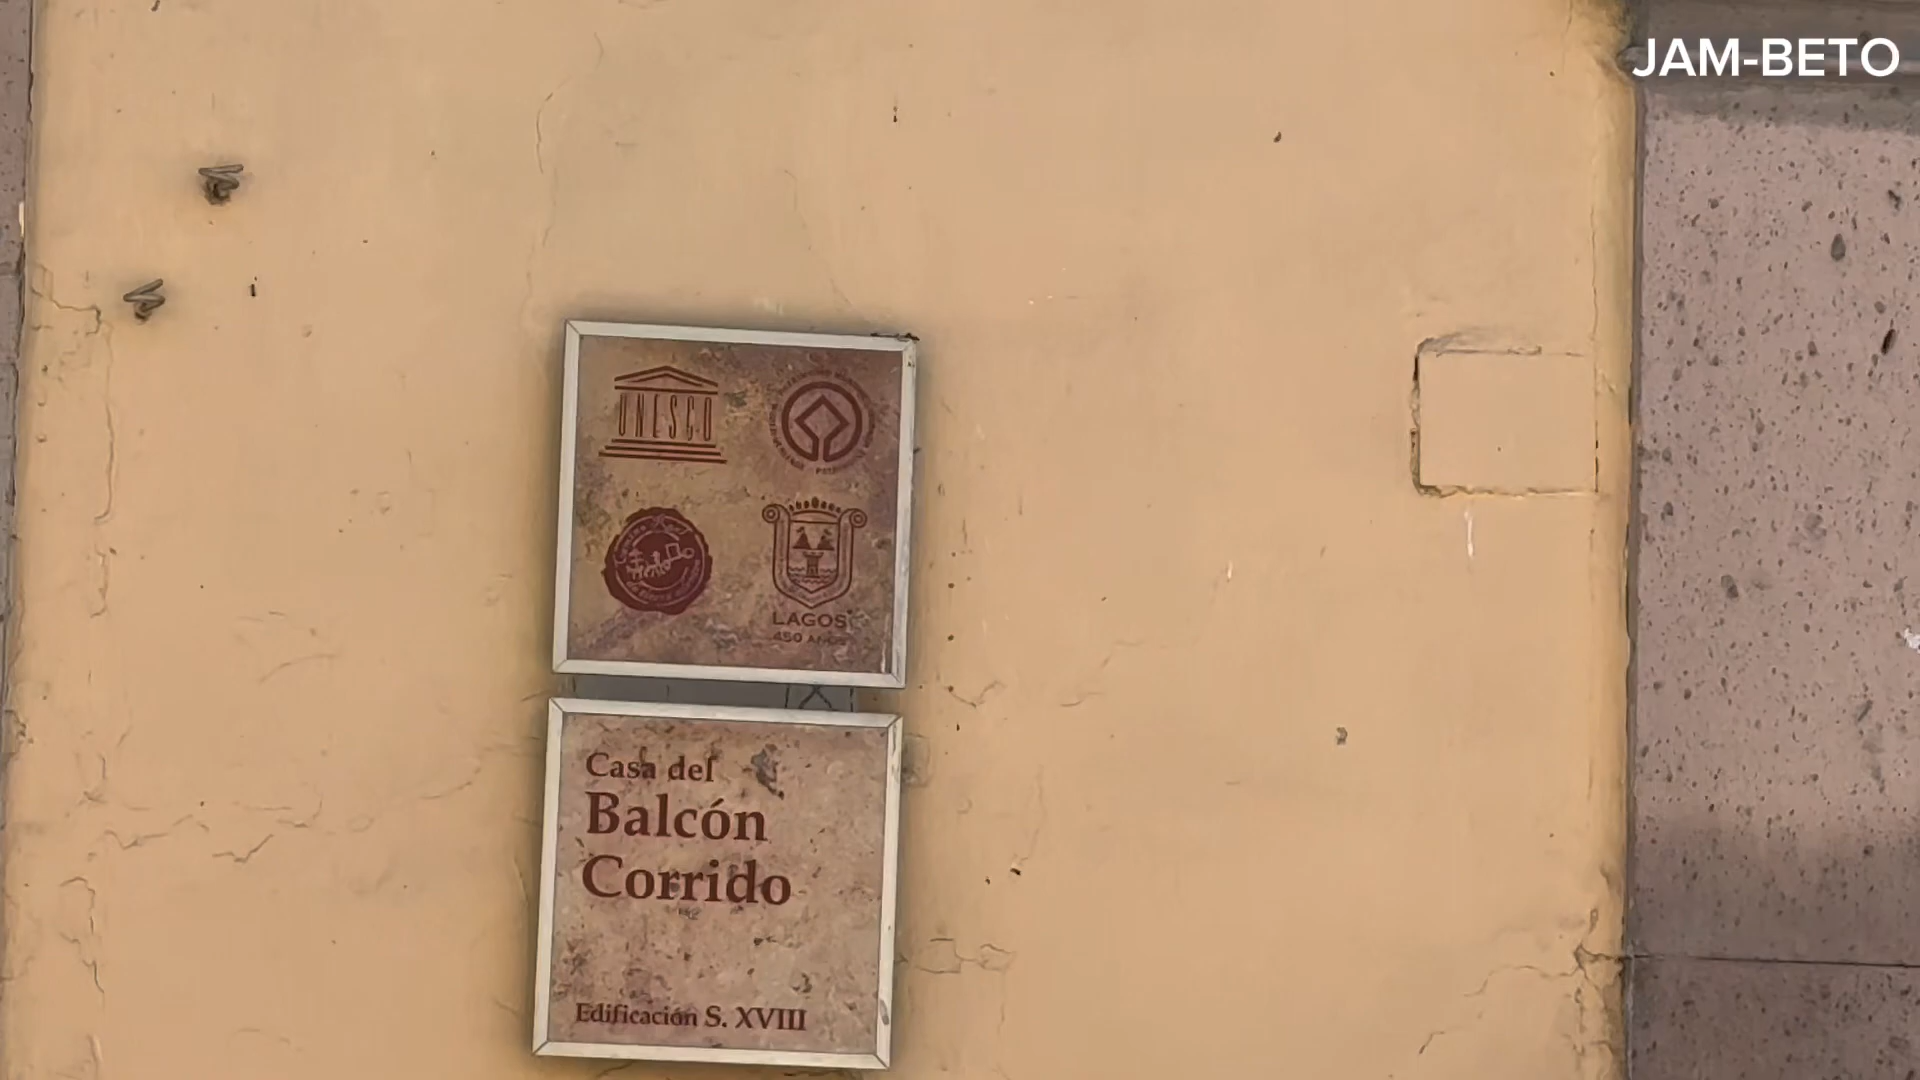 JAM-BETO
UNESCO
LAGOS
450 AÑOS
Casa del
Balcón
Corrido
Edificación S. XVIII